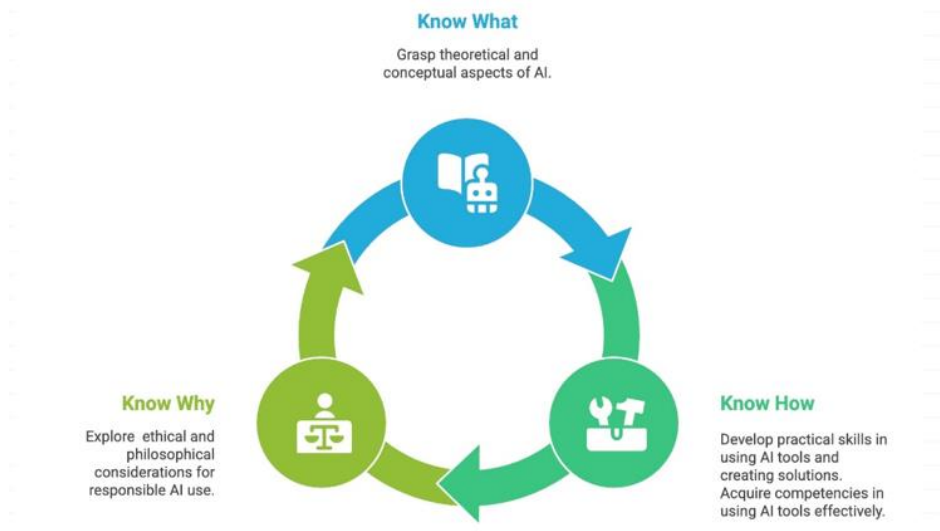 Know What
Grasp theoretical and
conceptual aspects of AI.
Know Why
Explore ethical and
philosophical
considerations for
responsible AI use.
Know How
Develop practical skills in
using AI tools and
creating solutions.
Acquire competencies in
using AI tools effectively.